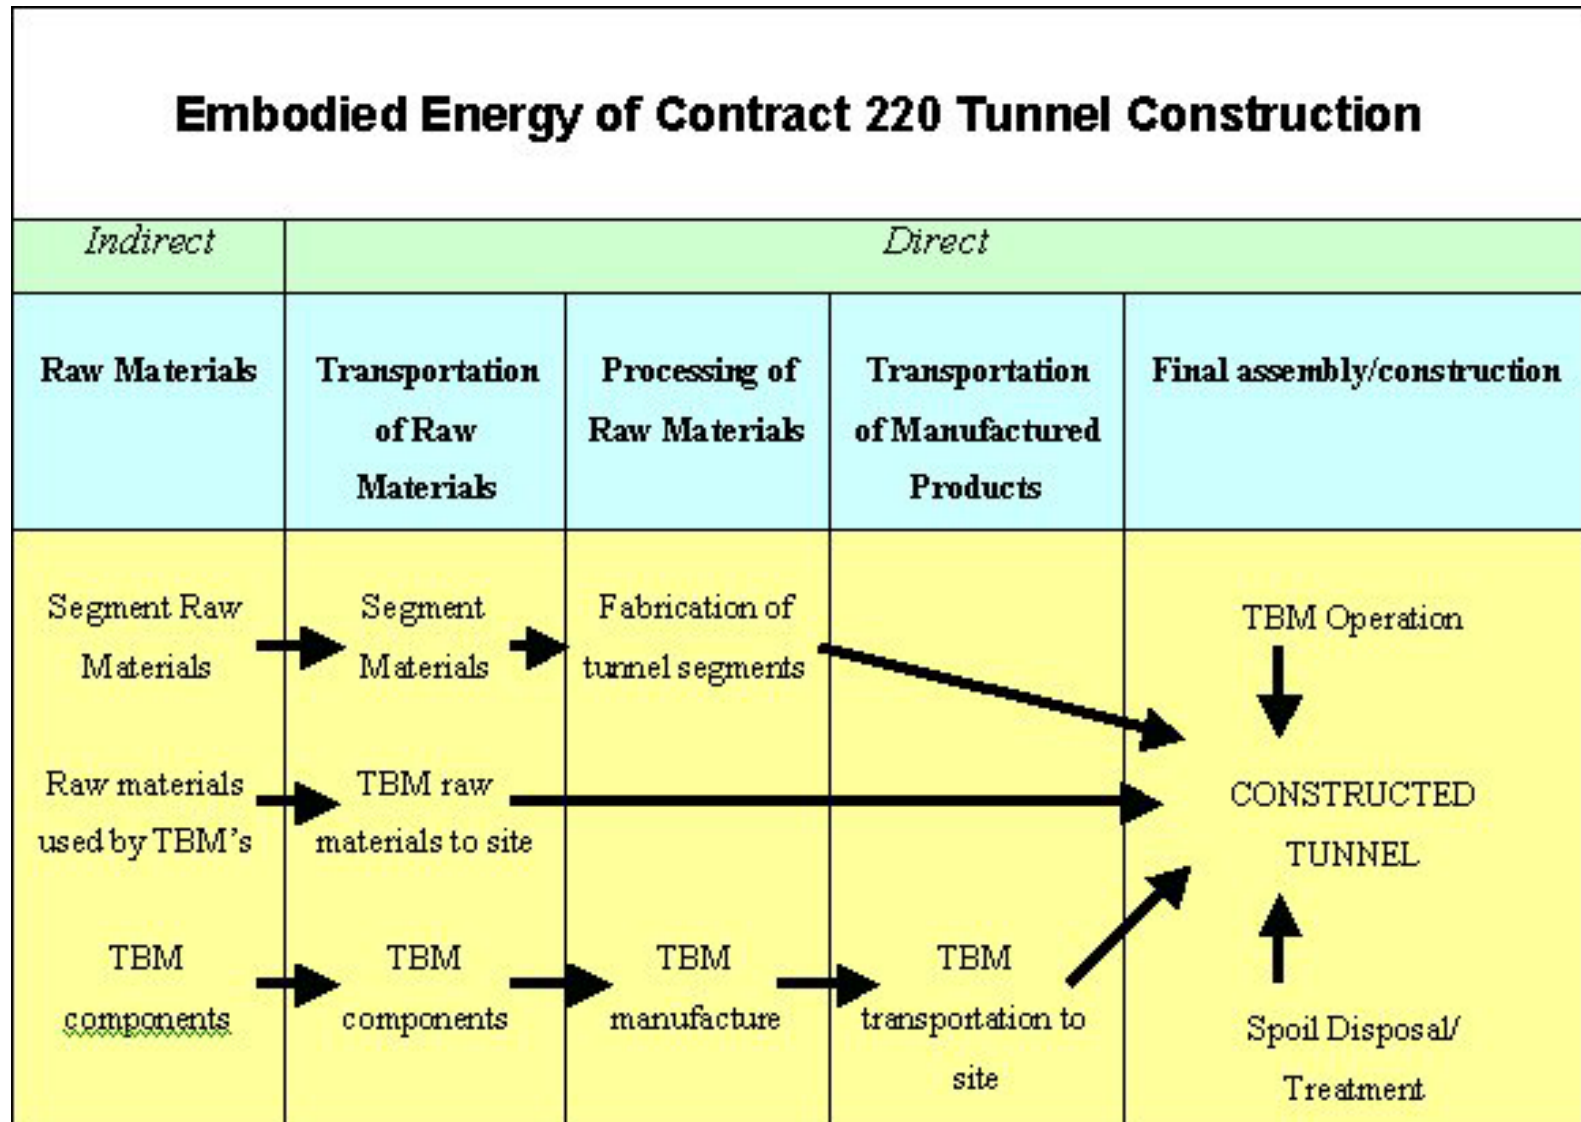 Embodied Energy of Contract 220 Tunnel Construction
Indirect
Direct
Raw Materials
Transportation
of Raw
Materials
Processing of
Raw Materials
Transportation
of Manufactured
Products
Final assembly/construction
Segment Raw
Materials
Segment
Materials
Fabrication of
tunnel segments
TBM Operation
Raw materials
used by TBM's
TBM raw
materials to site
CONSTRUCTED
TUNNEL
TBM
components
TBM
components
TBM
manufacture
TBM
transportation to
site
Spoil Disposal/
Treatment